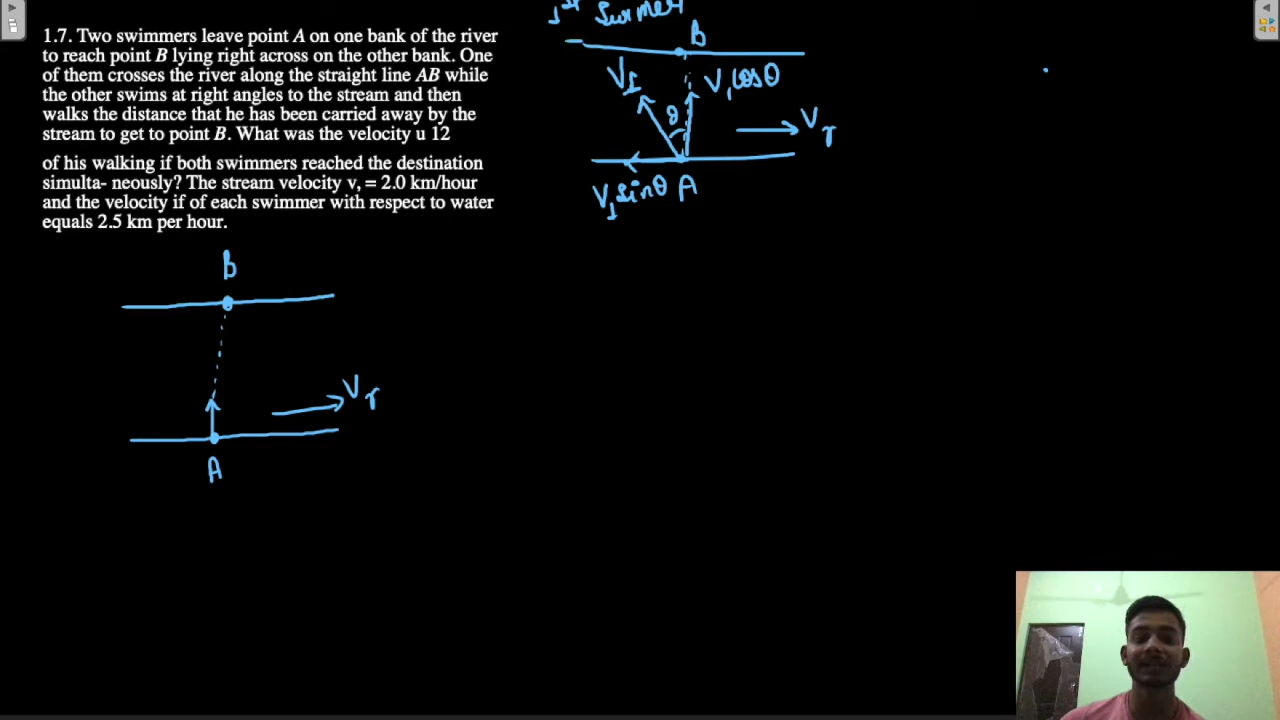 1.7. Two swimmers leave point A on one bank of the river
to reach point B lying right across on the other bank. One
of them crosses the river along the straight line AB while
the other swims at right angles to the stream and then
walks the distance that he has been carried away by the
stream to get to point B. What was the velocity u 12
of his walking if both swimmers reached the destination
simulta- neously? The stream velocity v, = 2.0 km/hour
and the velocity if of each swimmer with respect to water
equals 2.5 km per hour.
B
Vr
A
1st
B
V1
V1 cosθ
θ
Vr
V1 sinθ
A